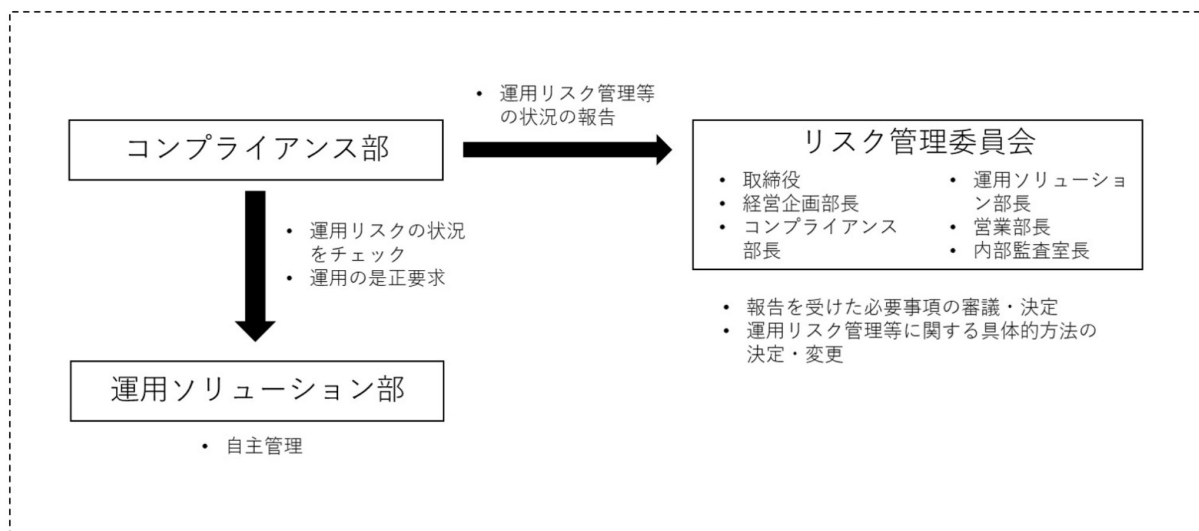 • 運用リスク管理等
の状況の報告
コンプライアンス部
リスク管理委員会
• 取締役
• 経営企画部長
• コンプライアンス
部長
• 運用ソリューショ
ン部長
• 営業部長
• 内部監査室長
• 運用リスクの状況
をチェック
• 運用の是正要求
• 報告を受けた必要事項の審議・決定
• 運用リスク管理等に関する具体的方法の
決定・変更
運用ソリューション部
• 自主管理